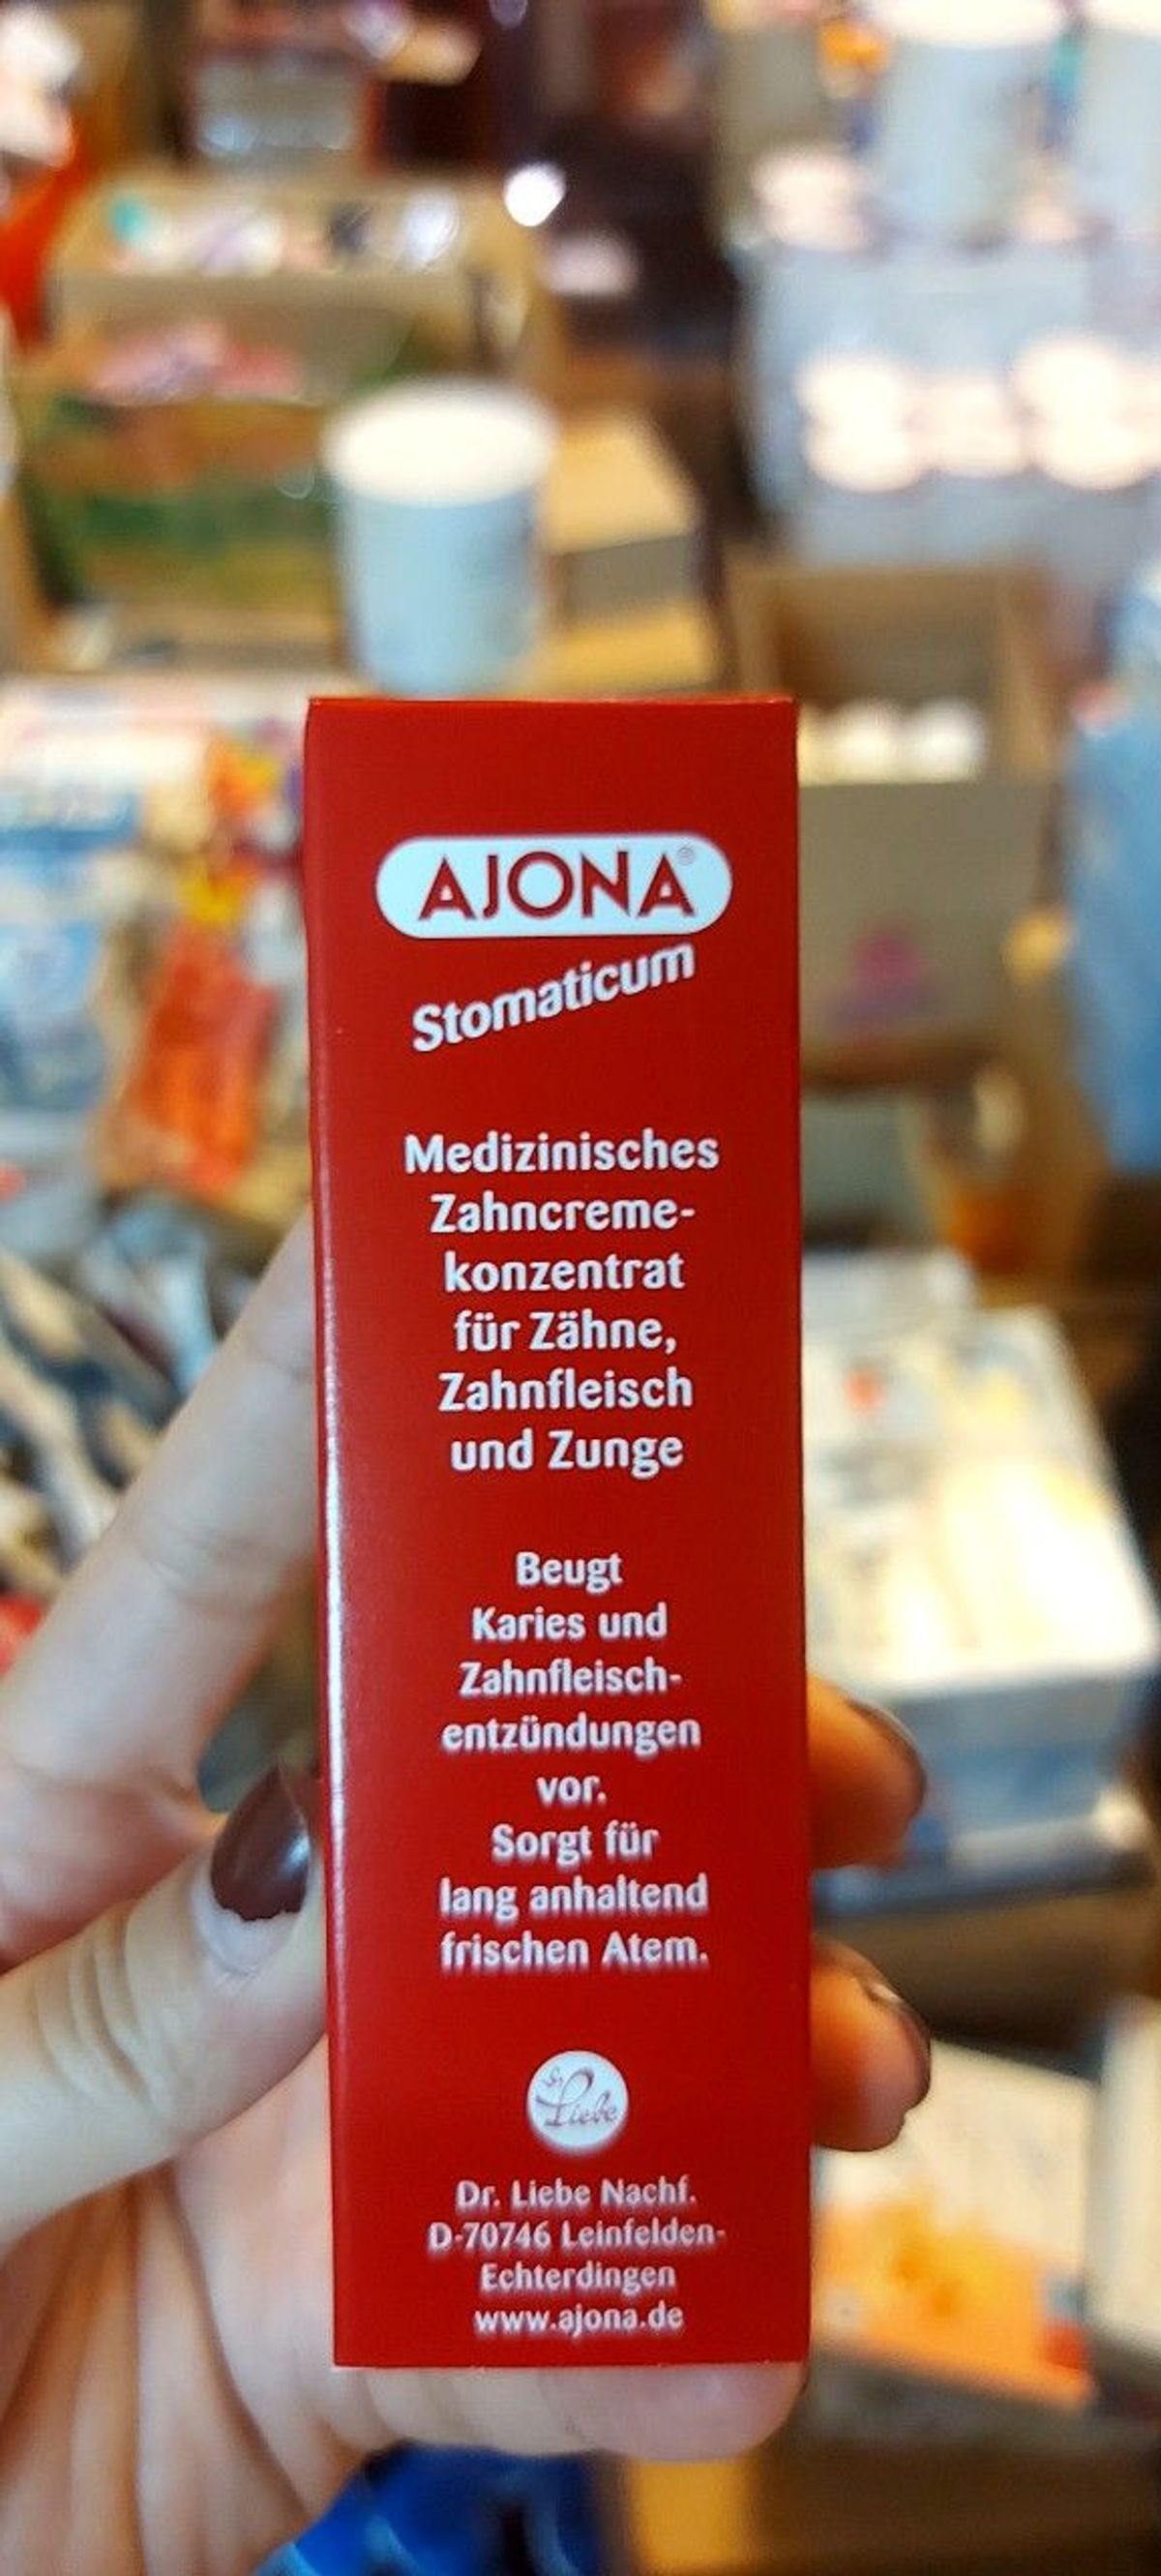 AJONA®
Stomaticum
Medizinisches
Zahncreme-
konzentrat
für Zähne,
Zahnfleisch
und Zunge
Beugt
Karies und
Zahnfleisch-
entzündungen
vor.
Sorgt für
lang anhaltend
frischen Atem.
Dr. Liebe
Dr. Liebe Nachf.
D-70746 Leinfelden-
Echterdingen
www.ajona.de